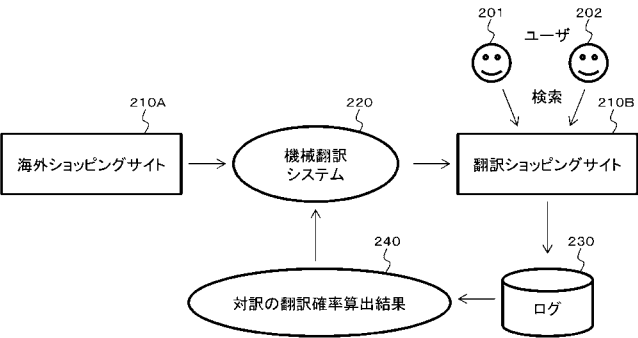 201
202
ユーザ
検索
210A
220
210B
海外ショッピングサイト
機械翻訳
システム
翻訳ショッピングサイト
240
230
対訳の翻訳確率算出結果
ログ